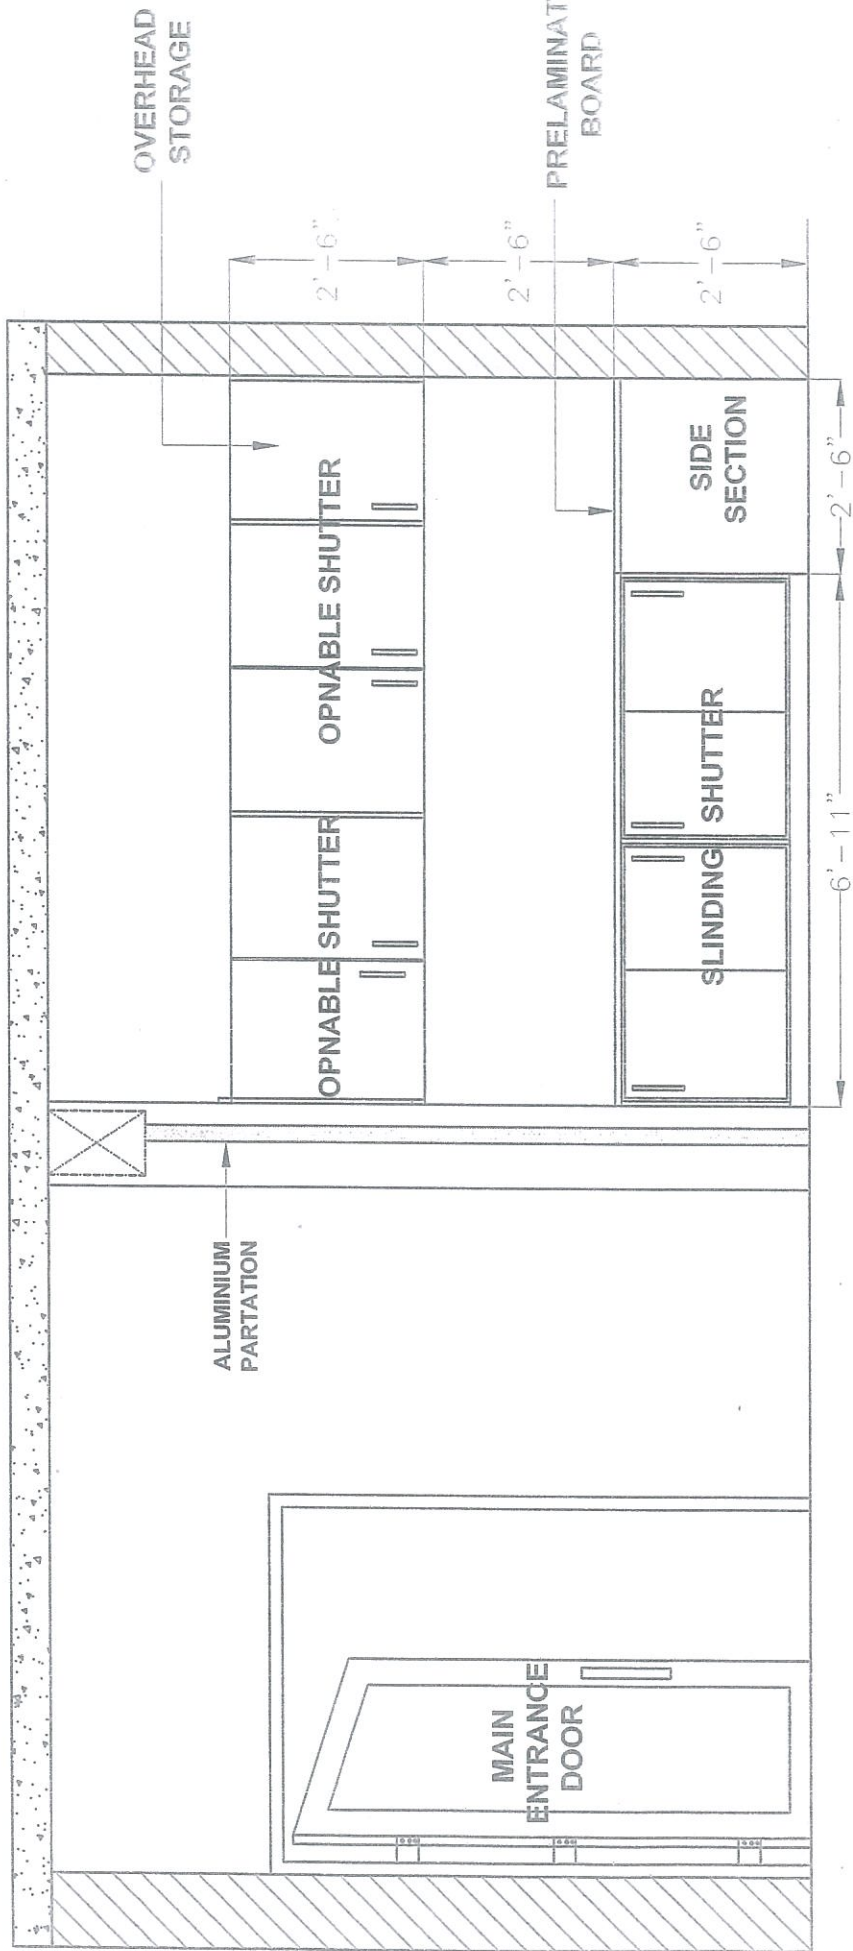 OVERHEAD
STORAGE
ALUMINIUM
PARTATION
OPNABLE SHUTTER
OPNABLE SHUTTER
2'-6"
2'-6"
2'-6"
PRELAMINAT
BOARD
MAIN
ENTRANCE
DOOR
SLINDING SHUTTER
SIDE
SECTION
6'-11"
2'-6"